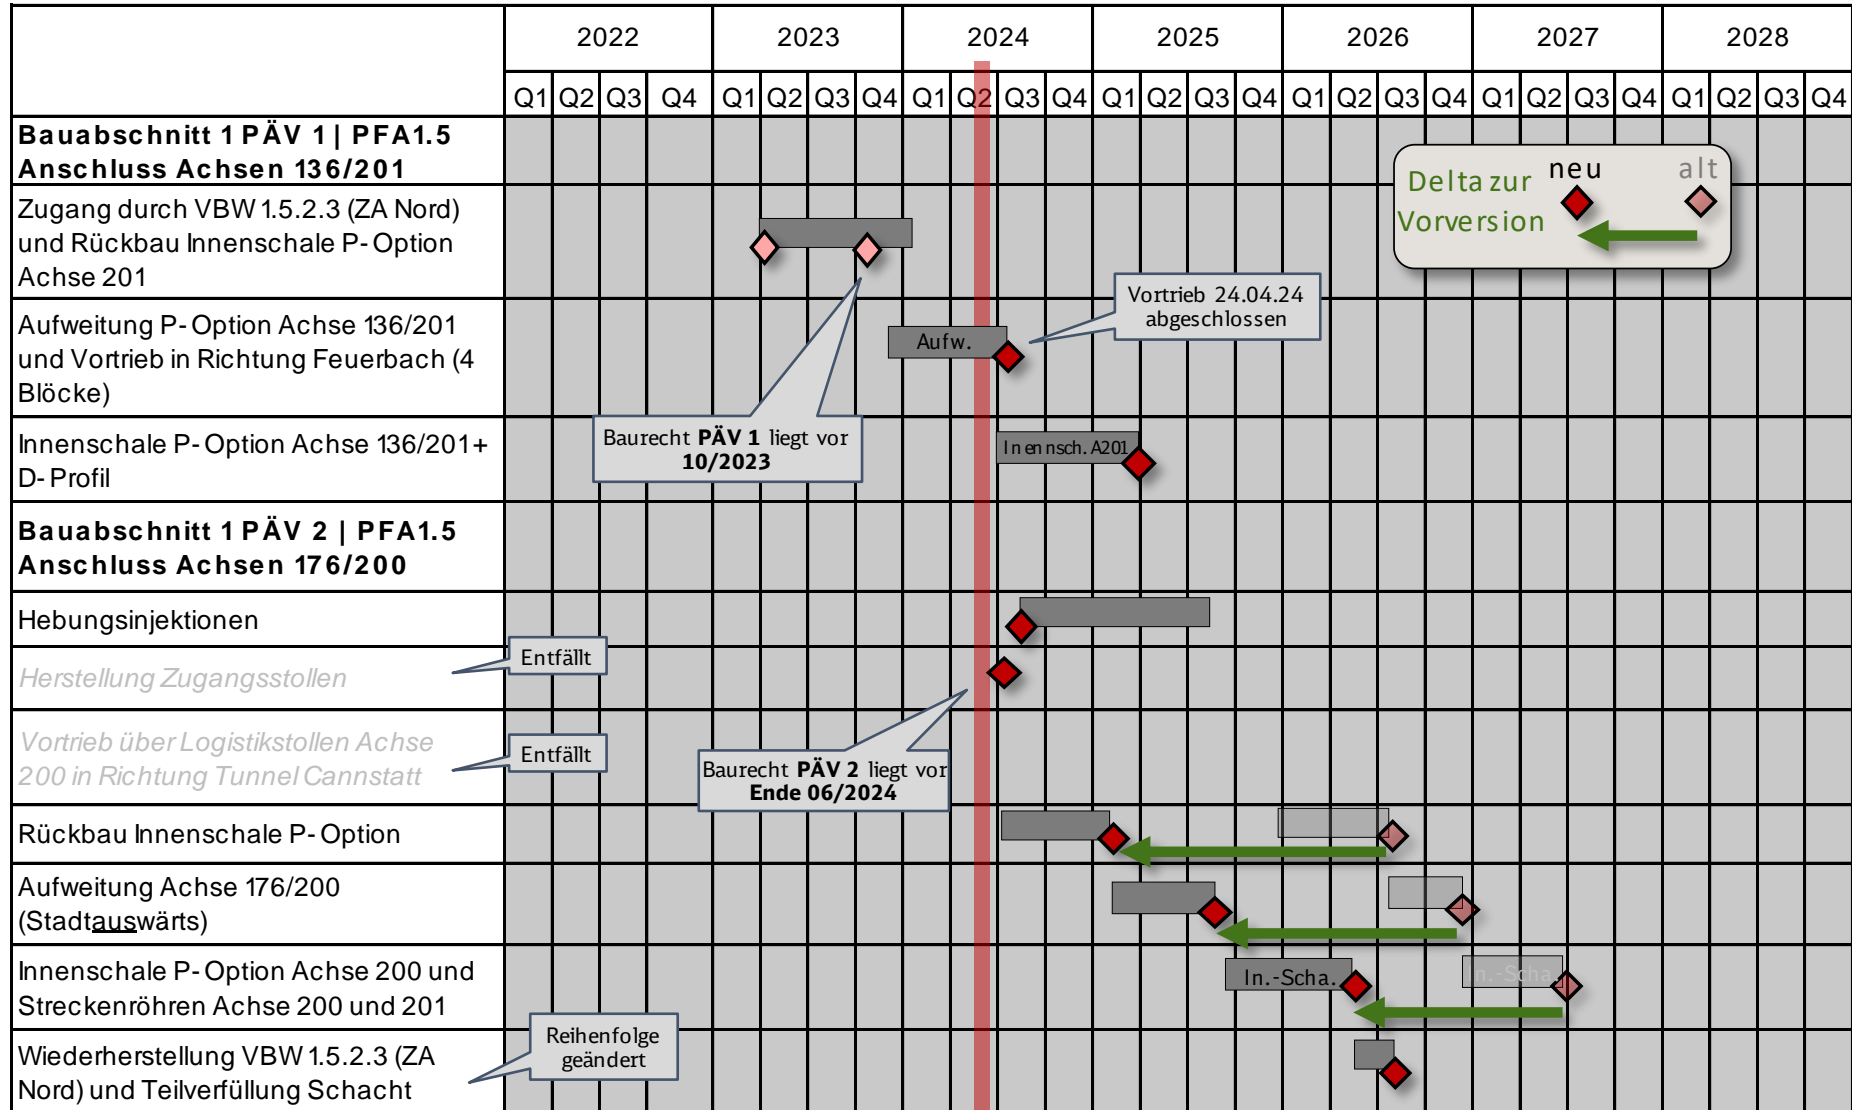 2022 2023 2024 2025 2026 2027 2028
Q1 Q2 Q3 Q4 Q1 Q2 Q3 Q4 Q1 Q2 Q3 Q4 Q1 Q2 Q3 Q4 Q1 Q2 Q3 Q4 Q1 Q2 Q3 Q4 Q1 Q2 Q3 Q4
Bauabschnitt 1 PÄV 1 | PFA1.5
Anschluss Achsen 136/201
Delta zur
Vorversion
neu
alt
Zugang durch VBW 1.5.2.3 (ZA Nord)
und Rückbau Innenschale P-Option
Achse 201
Aufweitung P-Option Achse 136/201
und Vortrieb in Richtung Feuerbach (4
Blöcke)
Aufw.
Vortrieb 24.04.24
abgeschlossen
Innenschale P-Option Achse 136/201+
D-Profil
Baurecht PÄV 1 liegt vor
10/2023
Inennsch. A201
Bauabschnitt 1 PÄV 2 | PFA1.5
Anschluss Achsen 176/200
Hebungsinjektionen
Herstellung Zugangsstollen
Entfällt
Vortrieb über Logistikstollen Achse
200 in Richtung Tunnel Cannstatt
Entfällt
Baurecht PÄV 2 liegt vor
Ende 06/2024
Rückbau Innenschale P-Option
Aufweitung Achse 176/200
(Stadtauswärts)
Innenschale P-Option Achse 200 und
Streckenröhren Achse 200 und 201
In.-Scha.
In.-Scha.
Wiederherstellung VBW 1.5.2.3 (ZA
Nord) und Teilverfüllung Schacht
Reihenfolge
geändert